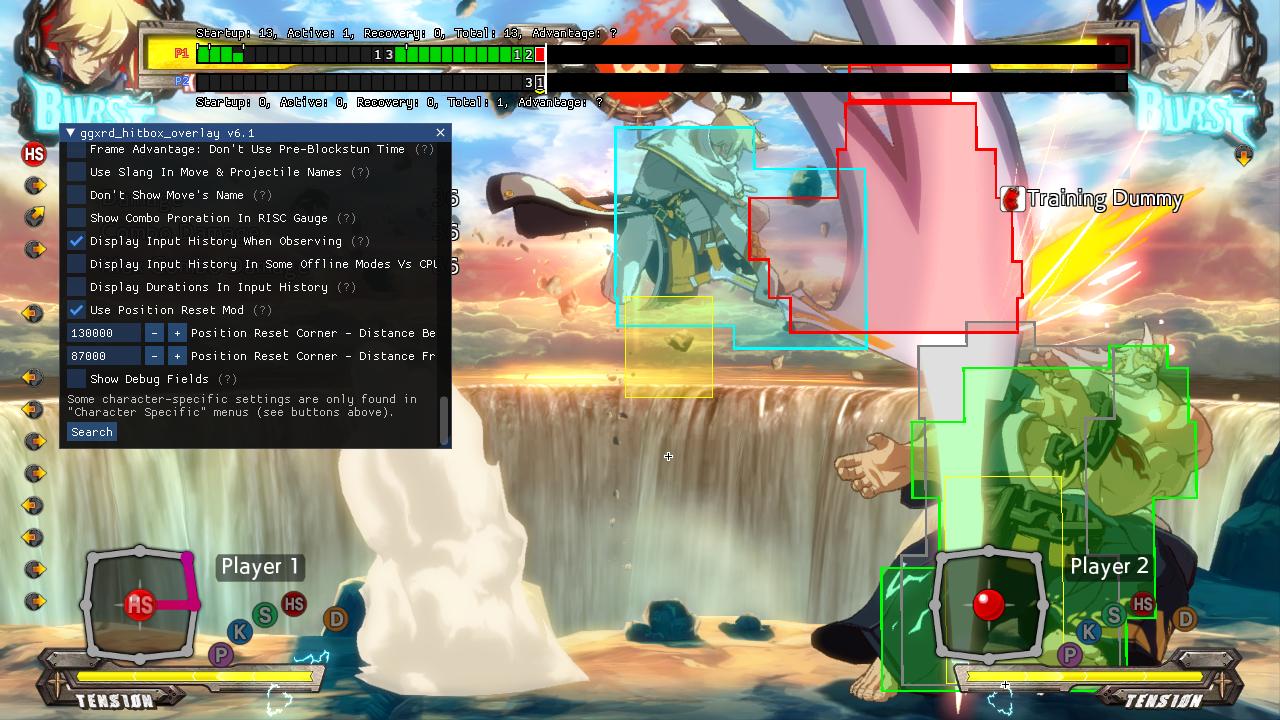 Startup: 13, Active: 1, Recovery: 0, Total: 13, Advantage: ?
P1
13
12
P2
3
1
Startup: 0, Active: 0, Recovery: 0, Total: 1, Advantage: ?
BURST
BURST
ggxrd_hitbox_overlay v6.1
Frame Advantage: Don't Use Pre-Blockstun Time (?)
Use Slang In Move & Projectile Names (?)
Don't Show Move's Name (?)
Show Combo Proration In RISC Gauge (?)
Display Input History When Observing (?)
Display Input History In Some Offline Modes Vs CPU
Display Durations In Input History (?)
Use Position Reset Mod (?)
130000 - + Position Reset Corner - Distance Be
87000 - + Position Reset Corner - Distance Fr
Show Debug Fields (?)
Some character-specific settings are only found in
"Character Specific" menus (see buttons above).
Search
HS
Training Dummy
Player 1
HS
P
K
S
HS
D
Player 2
P
K
S
HS
D
TENSION
TENSION